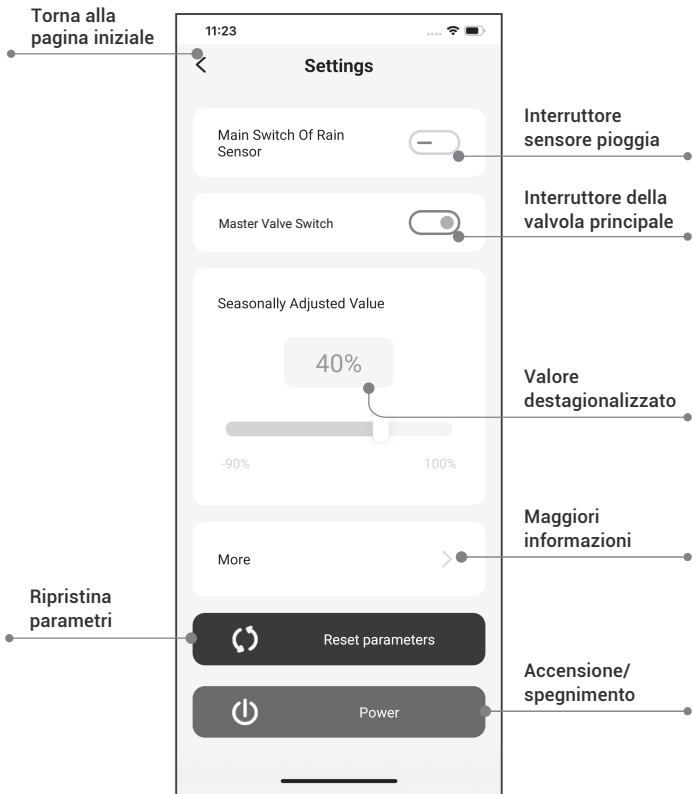 Torna alla
pagina iniziale
11:23
Settings
Main Switch Of Rain
Sensor
Interruttore
sensore pioggia
Master Valve Switch
Interruttore della
valvola principale
Seasonally Adjusted Value
40%
Valore
destagionalizzato
-90%
100%
More
Maggiori
informazioni
Ripristina
parametri
Reset parameters
Accensione/
spegnimento
Power